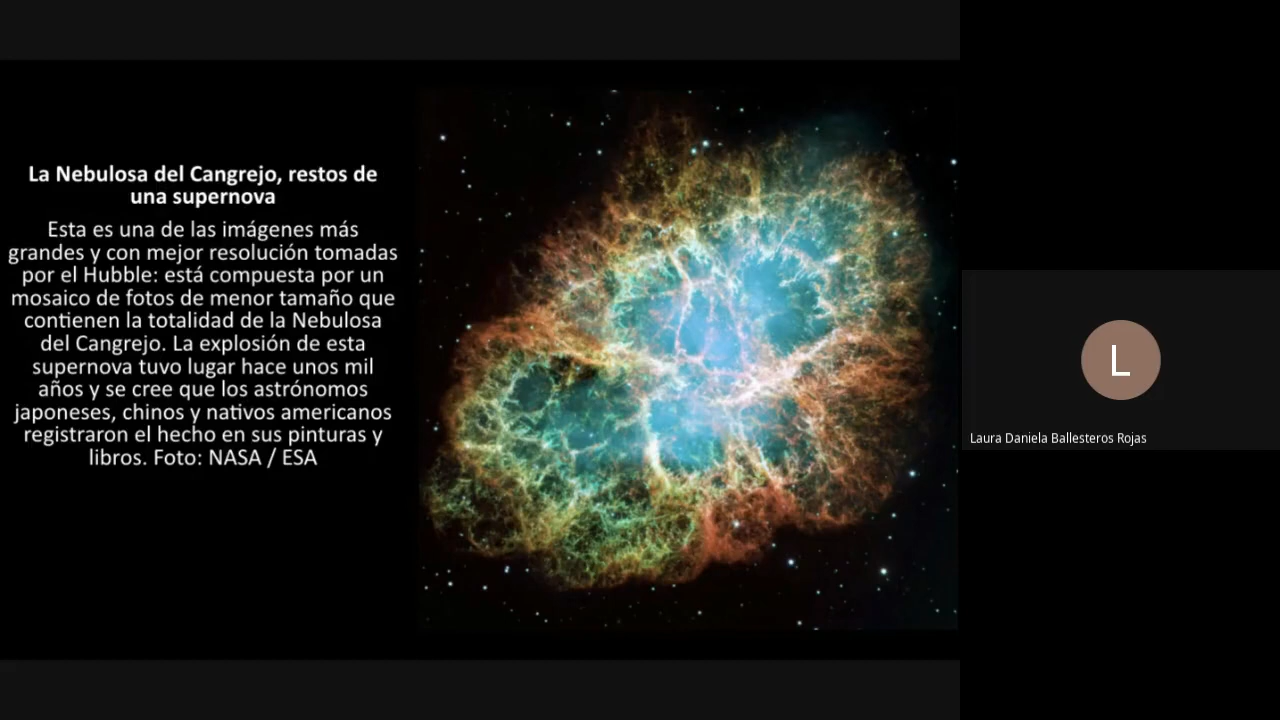 La Nebulosa del Cangrejo, restos de
una supernova
Esta es una de las imágenes más
grandes y con mejor resolución tomadas
por el Hubble: está compuesta por un
mosaico de fotos de menor tamaño que
contienen la totalidad de la Nebulosa
del Cangrejo. La explosión de esta
supernova tuvo lugar hace unos mil
años y se cree que los astrónomos
japoneses, chinos y nativos americanos
registraron el hecho en sus pinturas y
libros. Foto: NASA / ESA
L
Laura Daniela Ballesteros Rojas